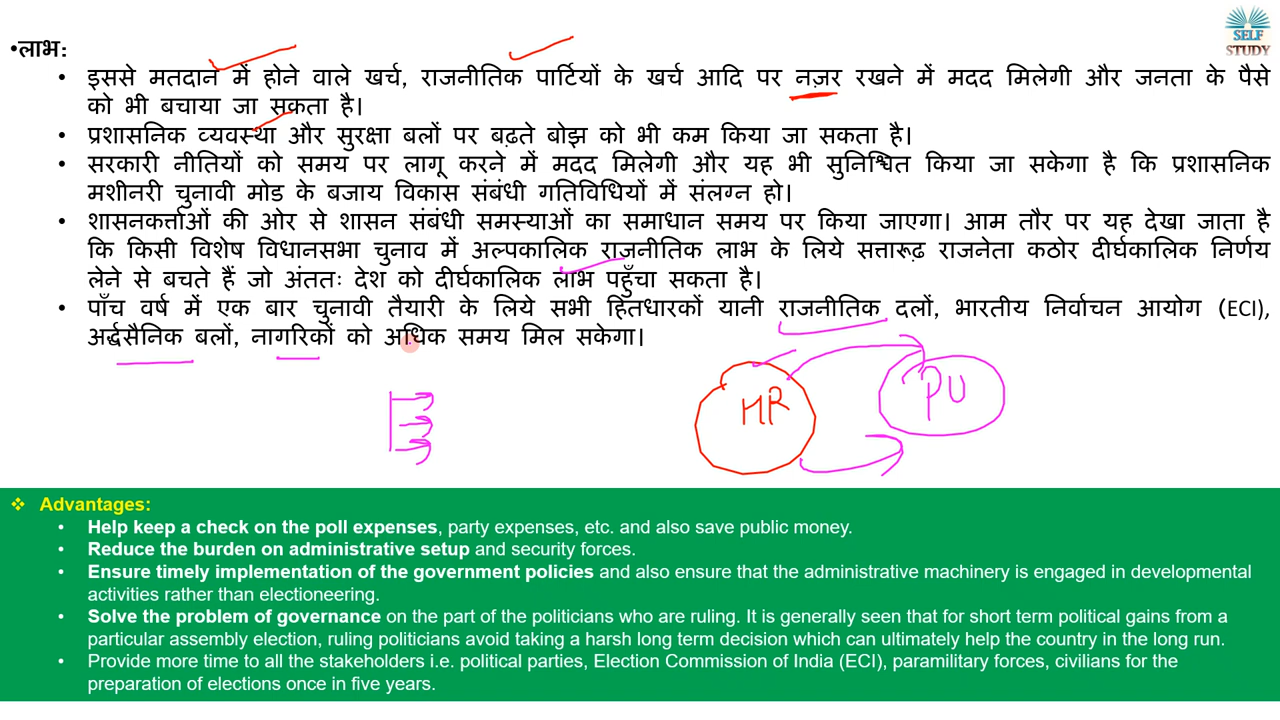 SELF
STUDY
•लाभ:
• इससे मतदान में होने वाले खर्च, राजनीतिक पार्टियों के खर्च आदि पर नज़र रखने में मदद मिलेगी और जनता के पैसे
को भी बचाया जा सकता है।
• प्रशासनिक व्यवस्था और सुरक्षा बलों पर बढ़ते बोझ को भी कम किया जा सकता है।
• सरकारी नीतियों को समय पर लागू करने में मदद मिलेगी और यह भी सुनिश्चित किया जा सकेगा है कि प्रशासनिक
मशीनरी चुनावी मोड के बजाय विकास संबंधी गतिविधियों में संलग्न हो।
• शासनकर्त्ताओं की ओर से शासन संबंधी समस्याओं का समाधान समय पर किया जाएगा। आम तौर पर यह देखा जाता है
कि किसी विशेष विधानसभा चुनाव में अल्पकालिक राजनीतिक लाभ के लिये सत्तारूढ़ राजनेता कठोर दीर्घकालिक निर्णय
लेने से बचते हैं जो अंततः देश को दीर्घकालिक लाभ पहुँचा सकता है।
• पाँच वर्ष में एक बार चुनावी तैयारी के लिये सभी हितधारकों यानी राजनीतिक दलों, भारतीय निर्वाचन आयोग (ECI),
अर्द्धसैनिक बलों, नागरिकों को अधिक समय मिल सकेगा।
HR
PU
❖ Advantages:
• Help keep a check on the poll expenses, party expenses, etc. and also save public money.
• Reduce the burden on administrative setup and security forces.
• Ensure timely implementation of the government policies and also ensure that the administrative machinery is engaged in developmental
activities rather than electioneering.
• Solve the problem of governance on the part of the politicians who are ruling. It is generally seen that for short term political gains from a
particular assembly election, ruling politicians avoid taking a harsh long term decision which can ultimately help the country in the long run.
• Provide more time to all the stakeholders i.e. political parties, Election Commission of India (ECI), paramilitary forces, civilians for the
preparation of elections once in five years.